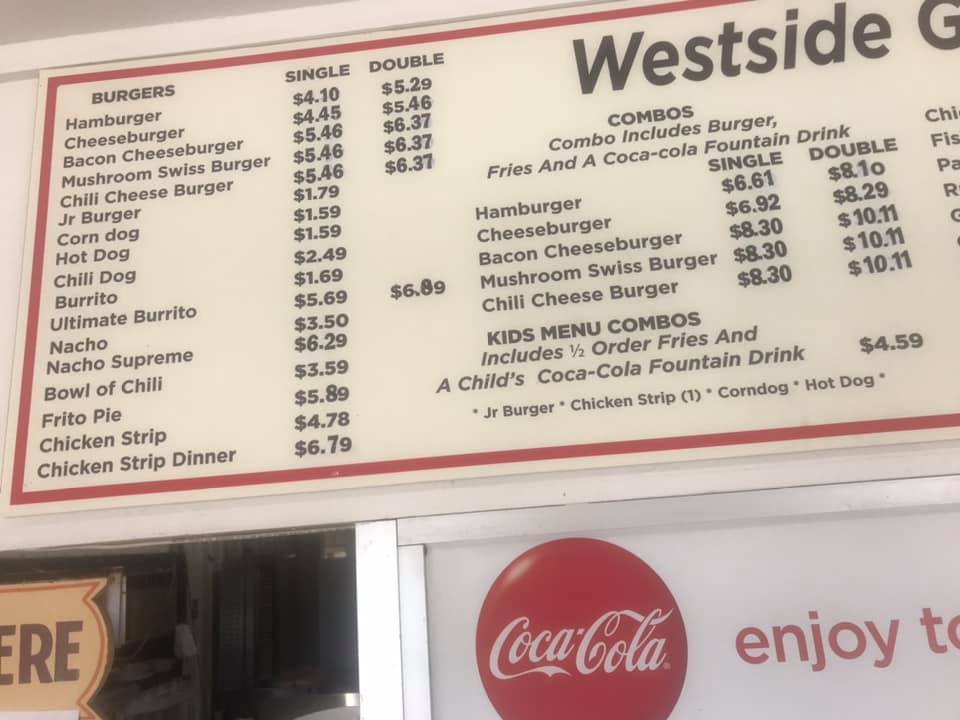 BURGERS SINGLE DOUBLE
Hamburger $4.10 $5.29
Cheeseburger $4.45 $5.46
Bacon Cheeseburger $5.46 $6.37
Mushroom Swiss Burger $5.46 $6.37
Chili Cheese Burger $5.46 $6.37
Jr Burger $1.79
Corn dog $1.59
Hot Dog $1.59
Chili Dog $2.49
Burrito $1.69
Ultimate Burrito $5.69 $6.89
Nacho $3.50
Nacho Supreme $6.29
Bowl of Chili $3.59
Frito Pie $5.89
Chicken Strip $4.78
Chicken Strip Dinner $6.79
Westside G
COMBOS
Combo Includes Burger,
Fries And A Coca-cola Fountain Drink
SINGLE DOUBLE
Hamburger $6.61 $8.10
Cheeseburger $6.92 $8.29
Bacon Cheeseburger $8.30 $10.11
Mushroom Swiss Burger $8.30 $10.11
Chili Cheese Burger $8.30 $10.11
KIDS MENU COMBOS
Includes ½ Order Fries And
A Child's Coca-Cola Fountain Drink $4.59
* Jr Burger * Chicken Strip (1) * Corndog * Hot Dog *
Chi
Fis
Pa
R
ERE
Coca-Cola
enjoy to